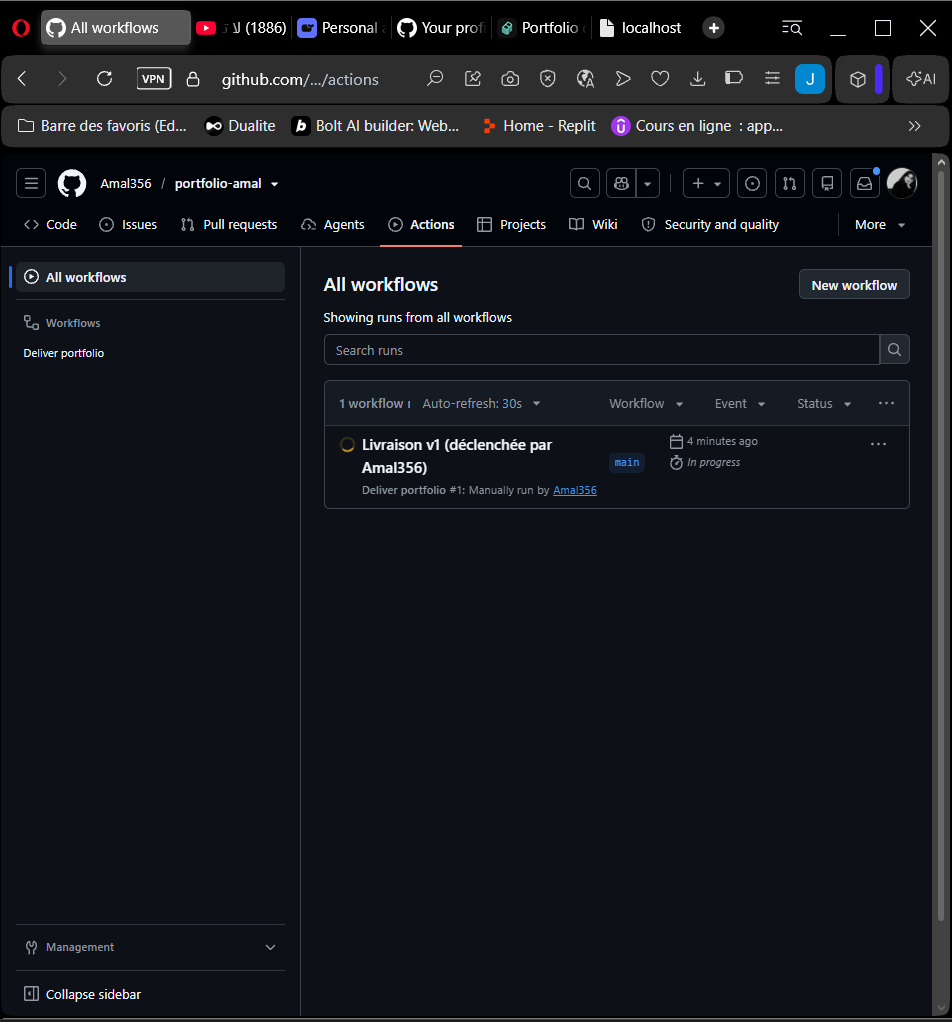 All workflows
(1886)
Personal
Your prof
Portfolio
localhost
VPN
github.com/.../actions
J
AI
Barre des favoris (Ed...
Dualite
Bolt AI builder: Web...
Home - Replit
Cours en ligne : app...
Amal356 / portfolio-amal
Code
Issues
Pull requests
Agents
Actions
Projects
Wiki
Security and quality
More
All workflows
Workflows
Deliver portfolio
All workflows
New workflow
Showing runs from all workflows
Search runs
1 workflow
Auto-refresh: 30s
Workflow
Event
Status
Livraison v1 (déclenchée par
Amal356)
Deliver portfolio #1: Manually run by Amal356
main
4 minutes ago
In progress
Management
Collapse sidebar